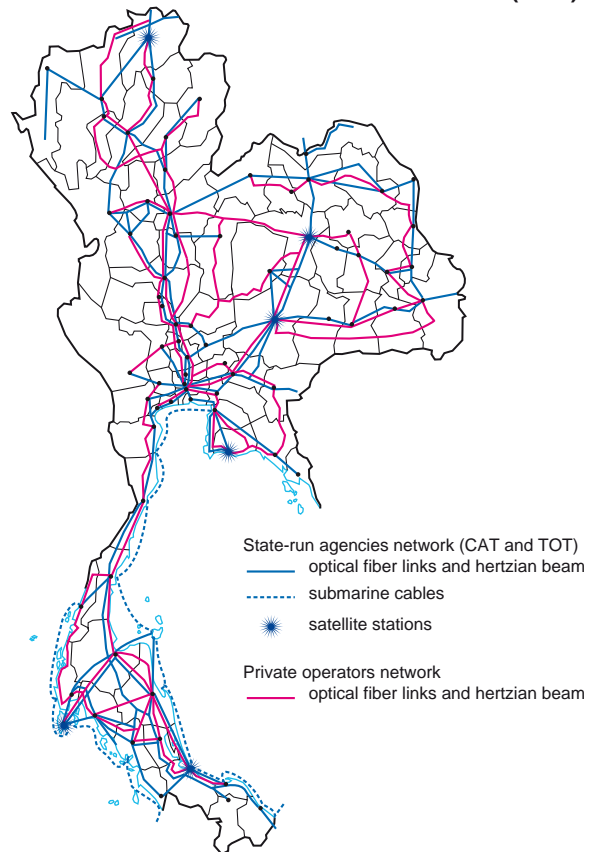 State-run agencies network (CAT and TOT)
optical fiber links and hertzian beam
submarine cables
satellite stations
Private operators network
optical fiber links and hertzian beam